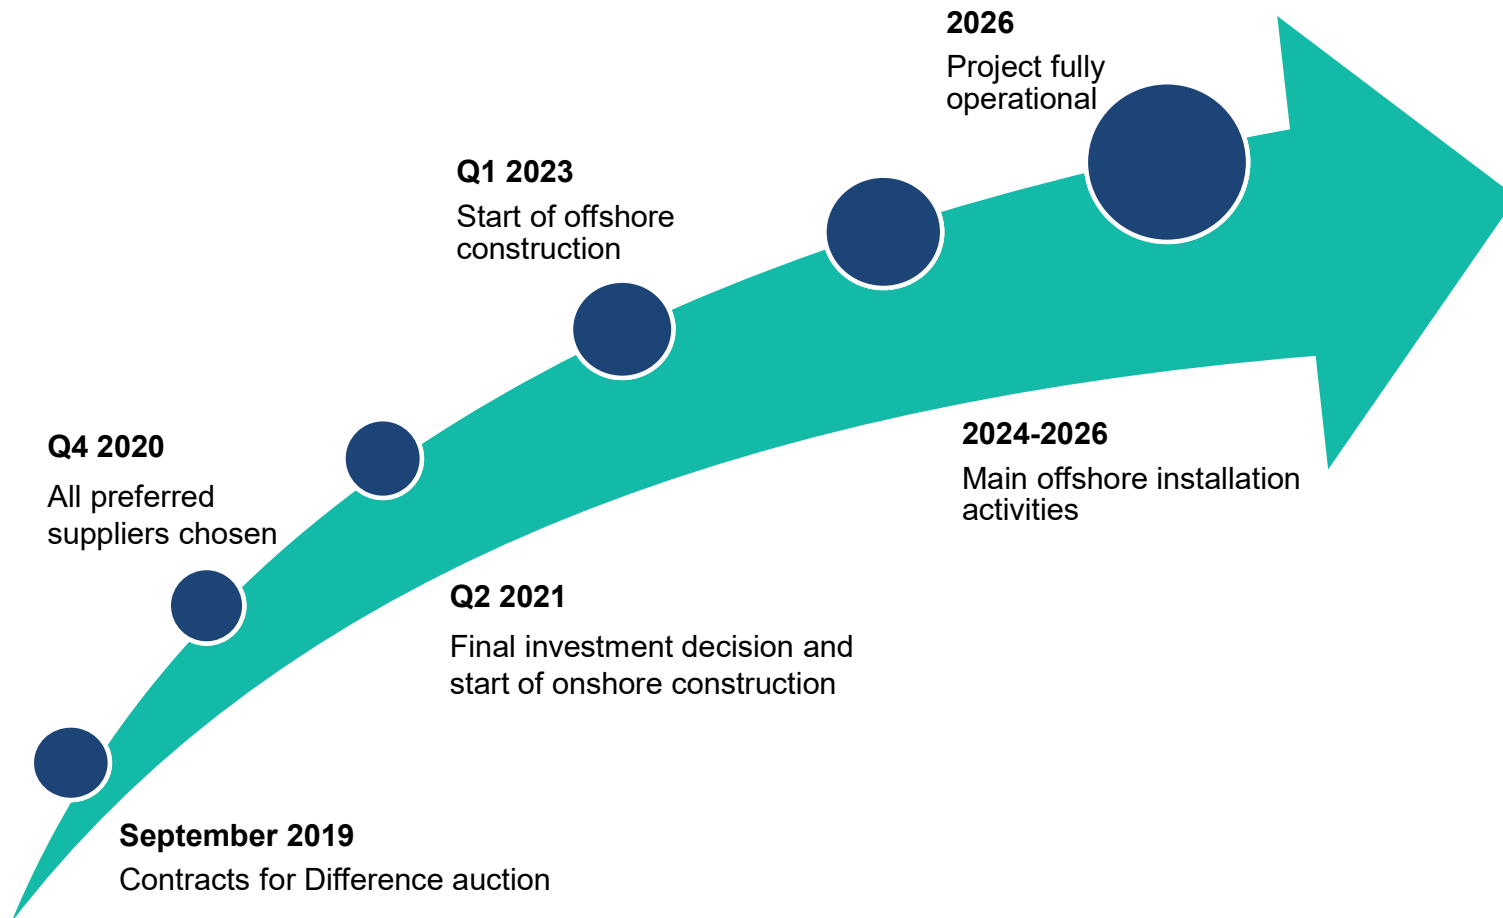 2026
Project fully
operational
Q1 2023
Start of offshore
construction
Q4 2020
All preferred
suppliers chosen
2024-2026
Main offshore installation
activities
Q2 2021
Final investment decision and
start of onshore construction
September 2019
Contracts for Difference auction